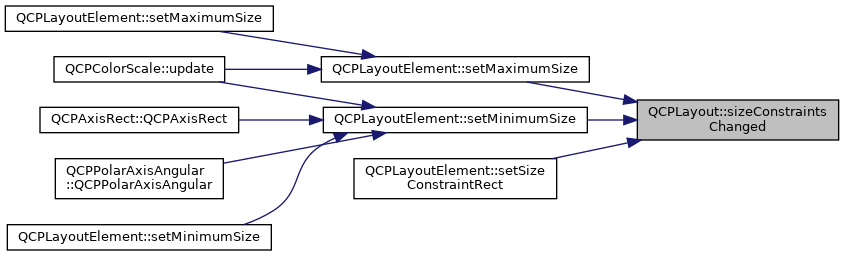 QCPLayoutElement::setMaximumSize
QCPColorScale::update
QCPLayoutElement::setMaximumSize
QCPLayout::sizeConstraints
Changed
QCPAxisRect::QCPAxisRect
QCPLayoutElement::setMinimumSize
QCPPolarAxisAngular
::QCPPolarAxisAngular
QCPLayoutElement::setSize
ConstraintRect
QCPLayoutElement::setMinimumSize